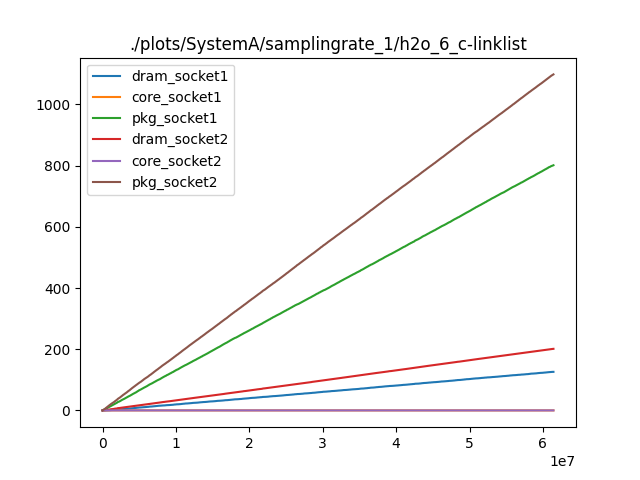 ./plots/SystemA/samplingrate_1/h2o_6_c-linklist
dram_socket1
core_socket1
pkg_socket1
dram_socket2
core_socket2
pkg_socket2
1000
800
600
400
200
0
0 1 2 3 4 5 6
1e7